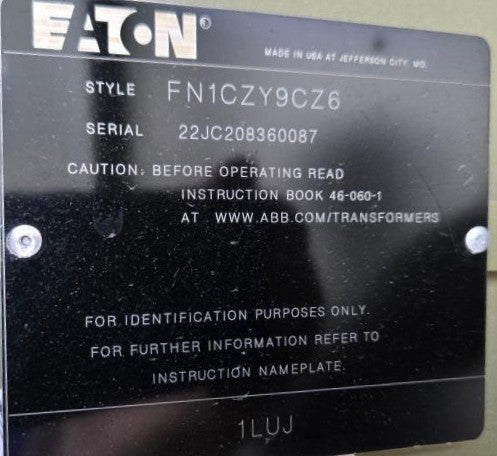 EATON®
MADE IN USA AT JEFFERSON CITY, MO.
STYLE FN1CZY9CZ6
SERIAL 22JC208360087
CAUTION: BEFORE OPERATING READ
INSTRUCTION BOOK 46-060-1
AT WWW.ABB.COM/TRANSFORMERS
FOR IDENTIFICATION PURPOSES ONLY.
FOR FURTHER INFORMATION REFER TO
INSTRUCTION NAMEPLATE.
1LUJ